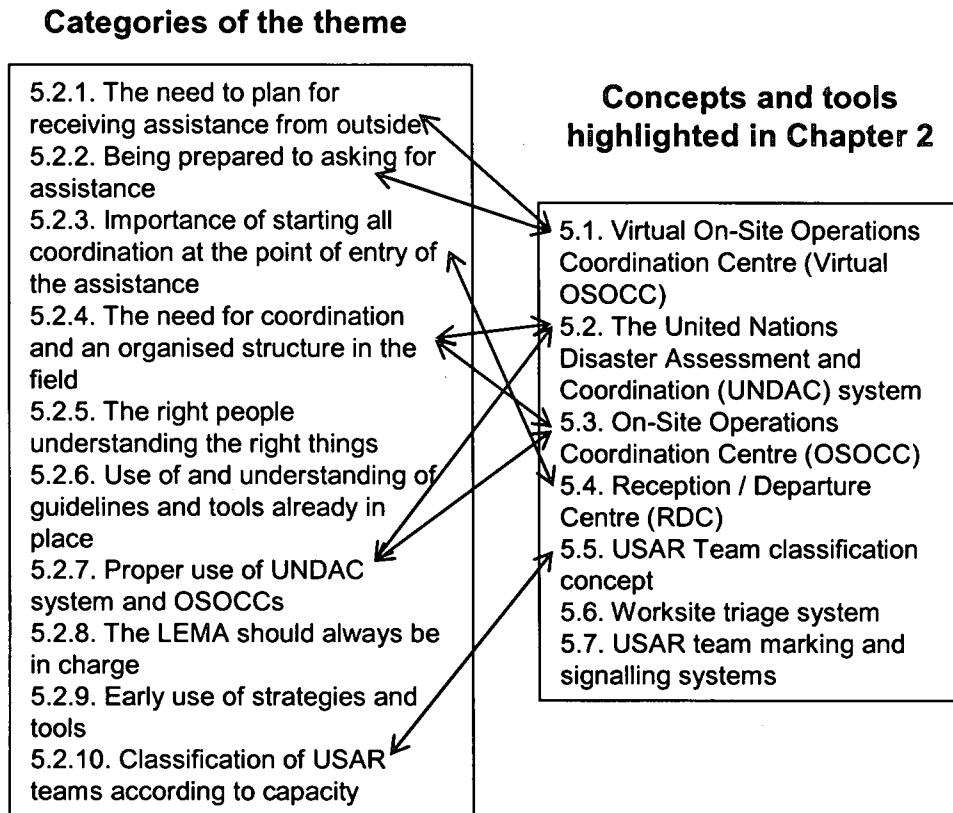 Categories of the theme
5.2.1. The need to plan for
receiving assistance from outside
5.2.2. Being prepared to asking for
assistance
5.2.3. Importance of starting all
coordination at the point of entry of
the assistance
5.2.4. The need for coordination
and an organised structure in the
field
5.2.5. The right people
understanding the right things
5.2.6. Use of and understanding of
guidelines and tools already in
place
5.2.7. Proper use of UNDAC
system and OSOCCs
5.2.8. The LEMA should always be
in charge
5.2.9. Early use of strategies and
tools
5.2.10. Classification of USAR
teams according to capacity
Concepts and tools
highlighted in Chapter 2
5.1. Virtual On-Site Operations
Coordination Centre (Virtual
OSOCC)
5.2. The United Nations
Disaster Assessment and
Coordination (UNDAC) system
5.3. On-Site Operations
Coordination Centre (OSOCC)
5.4. Reception / Departure
Centre (RDC)
5.5. USAR Team classification
concept
5.6. Worksite triage system
5.7. USAR team marking and
signalling systems